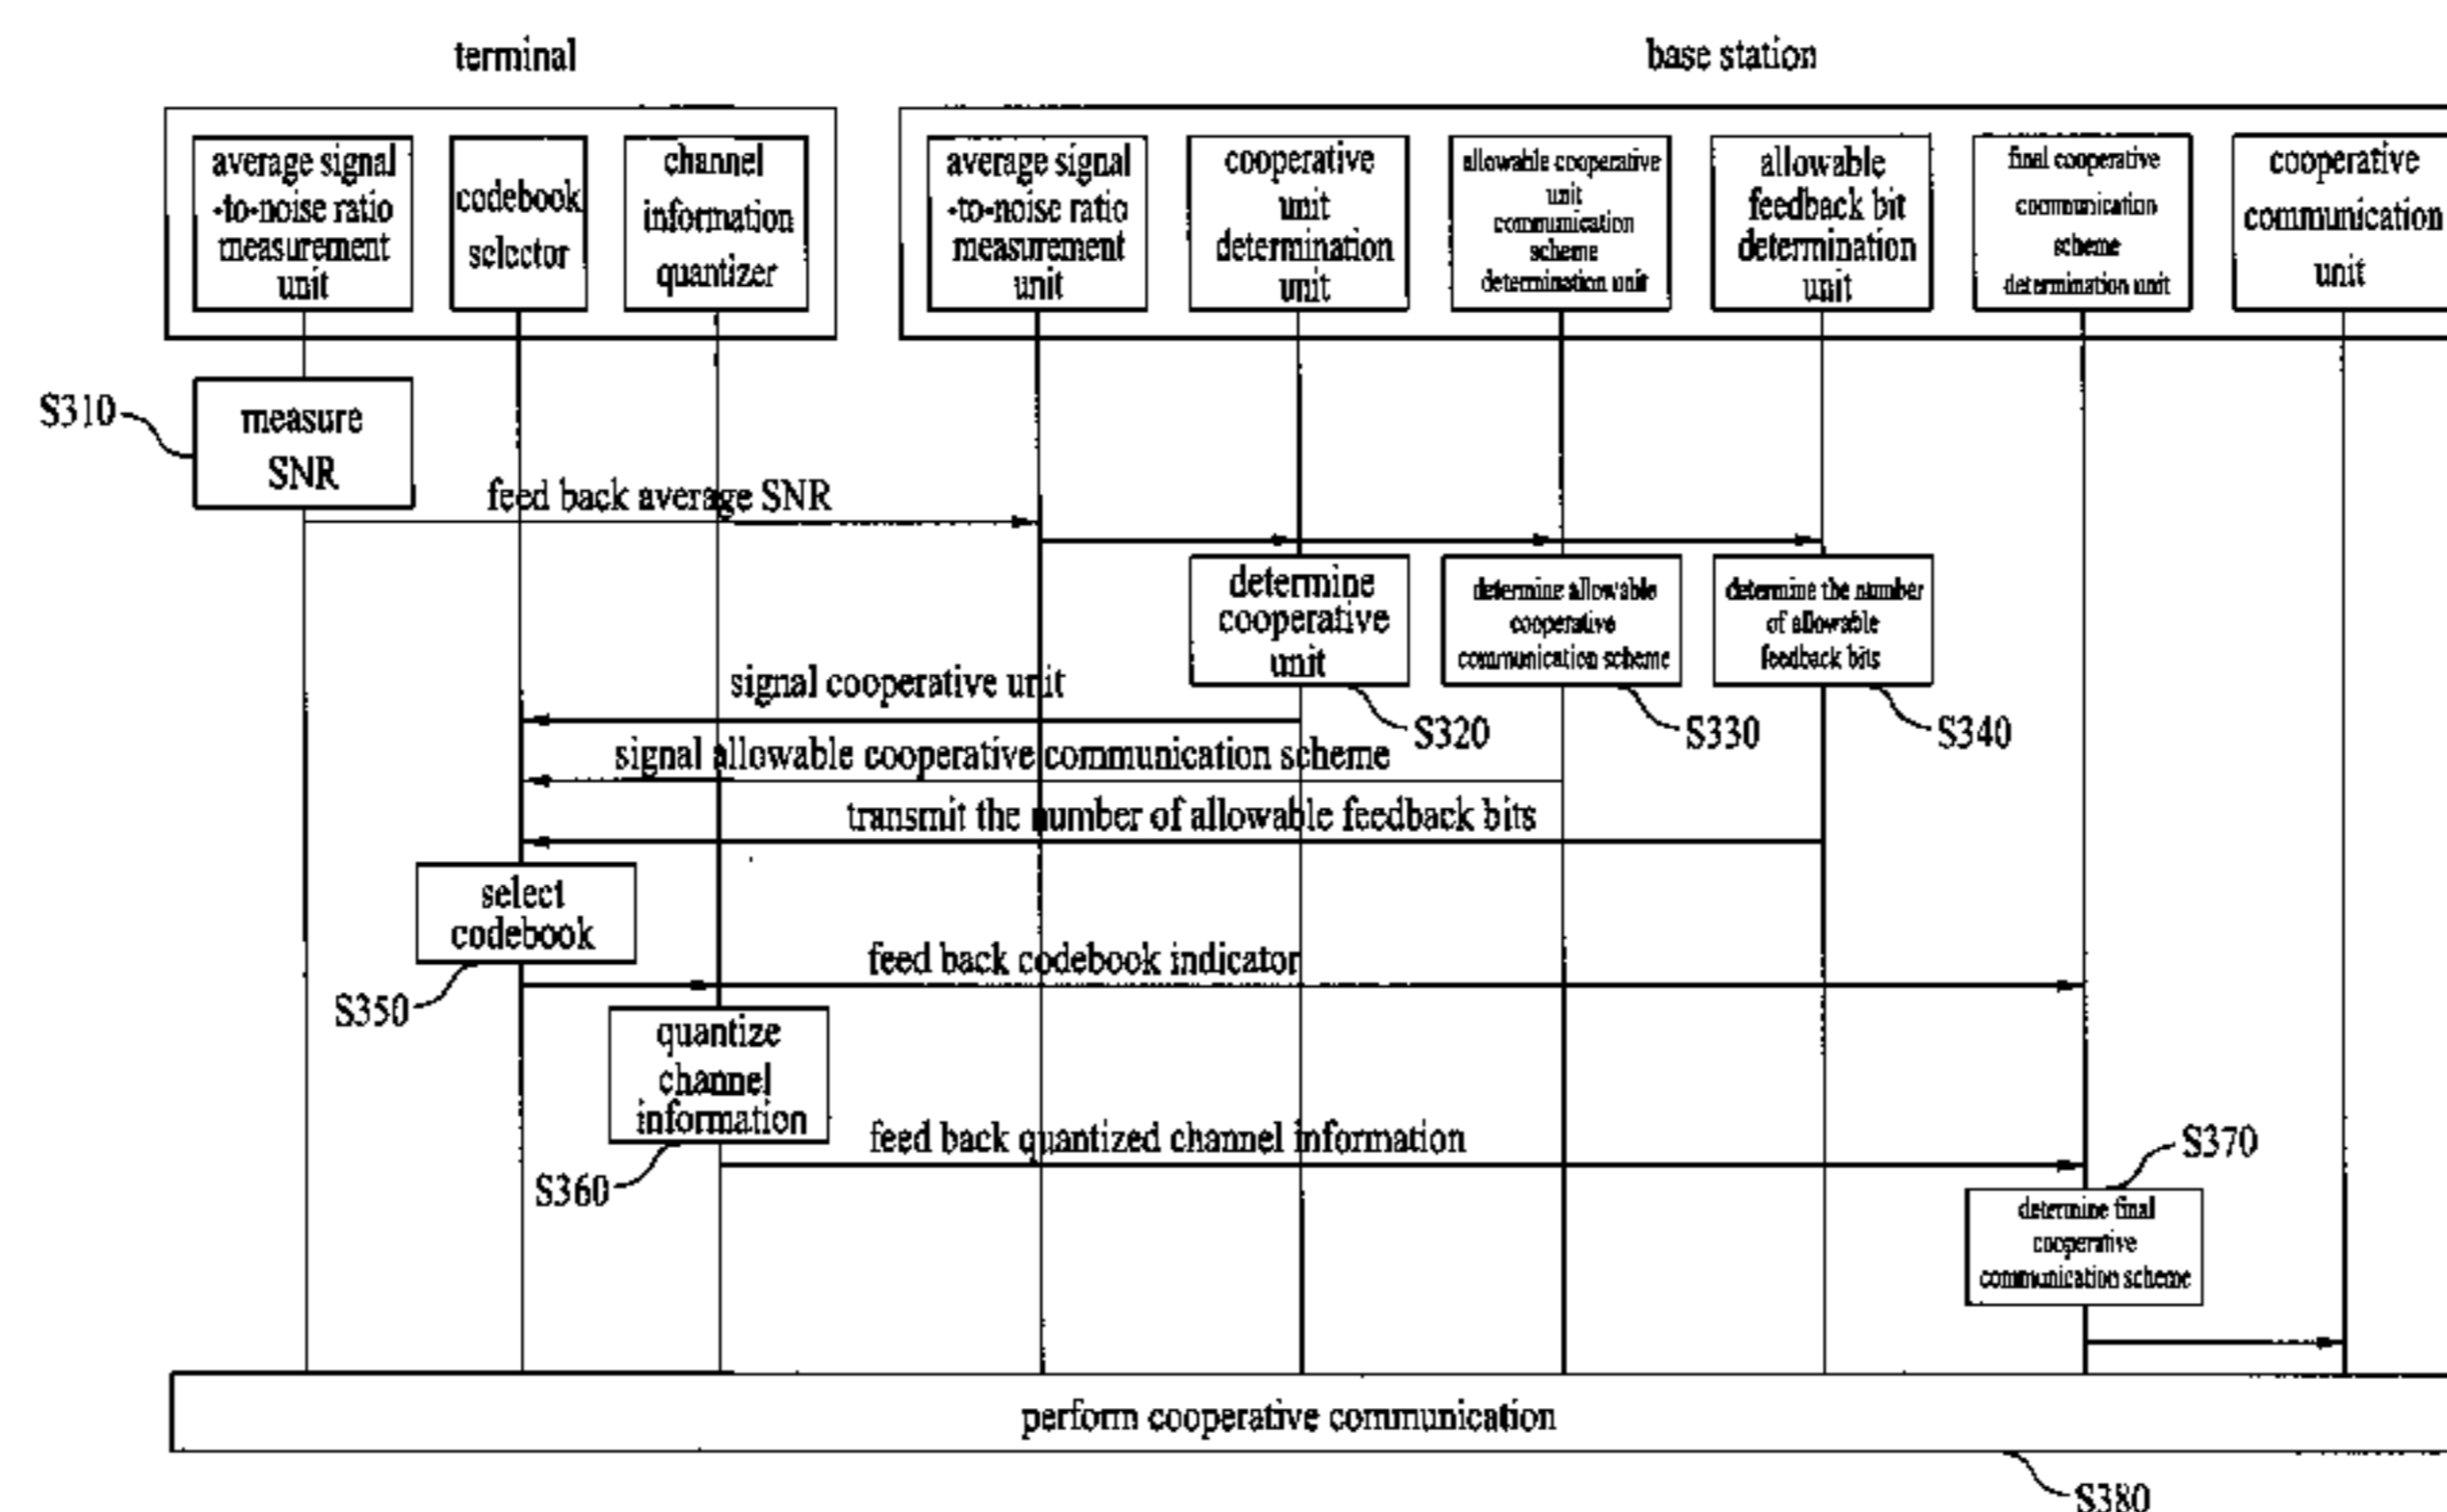 terminal
base station
average signal
-to-noise ratio
measurement
unit
codebook
selector
channel
information
quantizer
average signal
-to-noise ratio
measurement
unit
cooperative
unit
determination
unit
allowable cooperative
unit
communication
scheme
determination unit
allowable
feedback bit
determination
unit
final cooperative
communication
scheme
determination unit
cooperative
communication
unit
S310
measure
SNR
feed back average SNR
determine
cooperative
unit
determine allowable
cooperative
communication scheme
determine the number
of allowable
feedback bits
signal cooperative unit
S320
S330
S340
signal allowable cooperative communication scheme
transmit the number of allowable feedback bits
select
codebook
S350
feed back codebook indicator
quantize
channel
information
S360
feed back quantized channel information
S370
determine final
cooperative
communication scheme
perform cooperative communication
S380